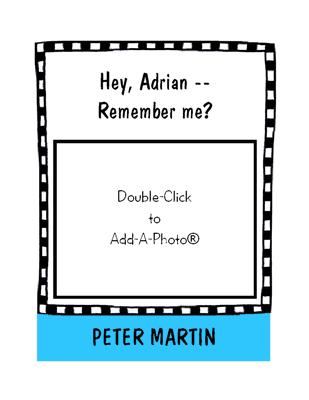 Hey, Adrian --
Remember me?
Double-Click
to
Add-A-Photo®
PETER MARTIN